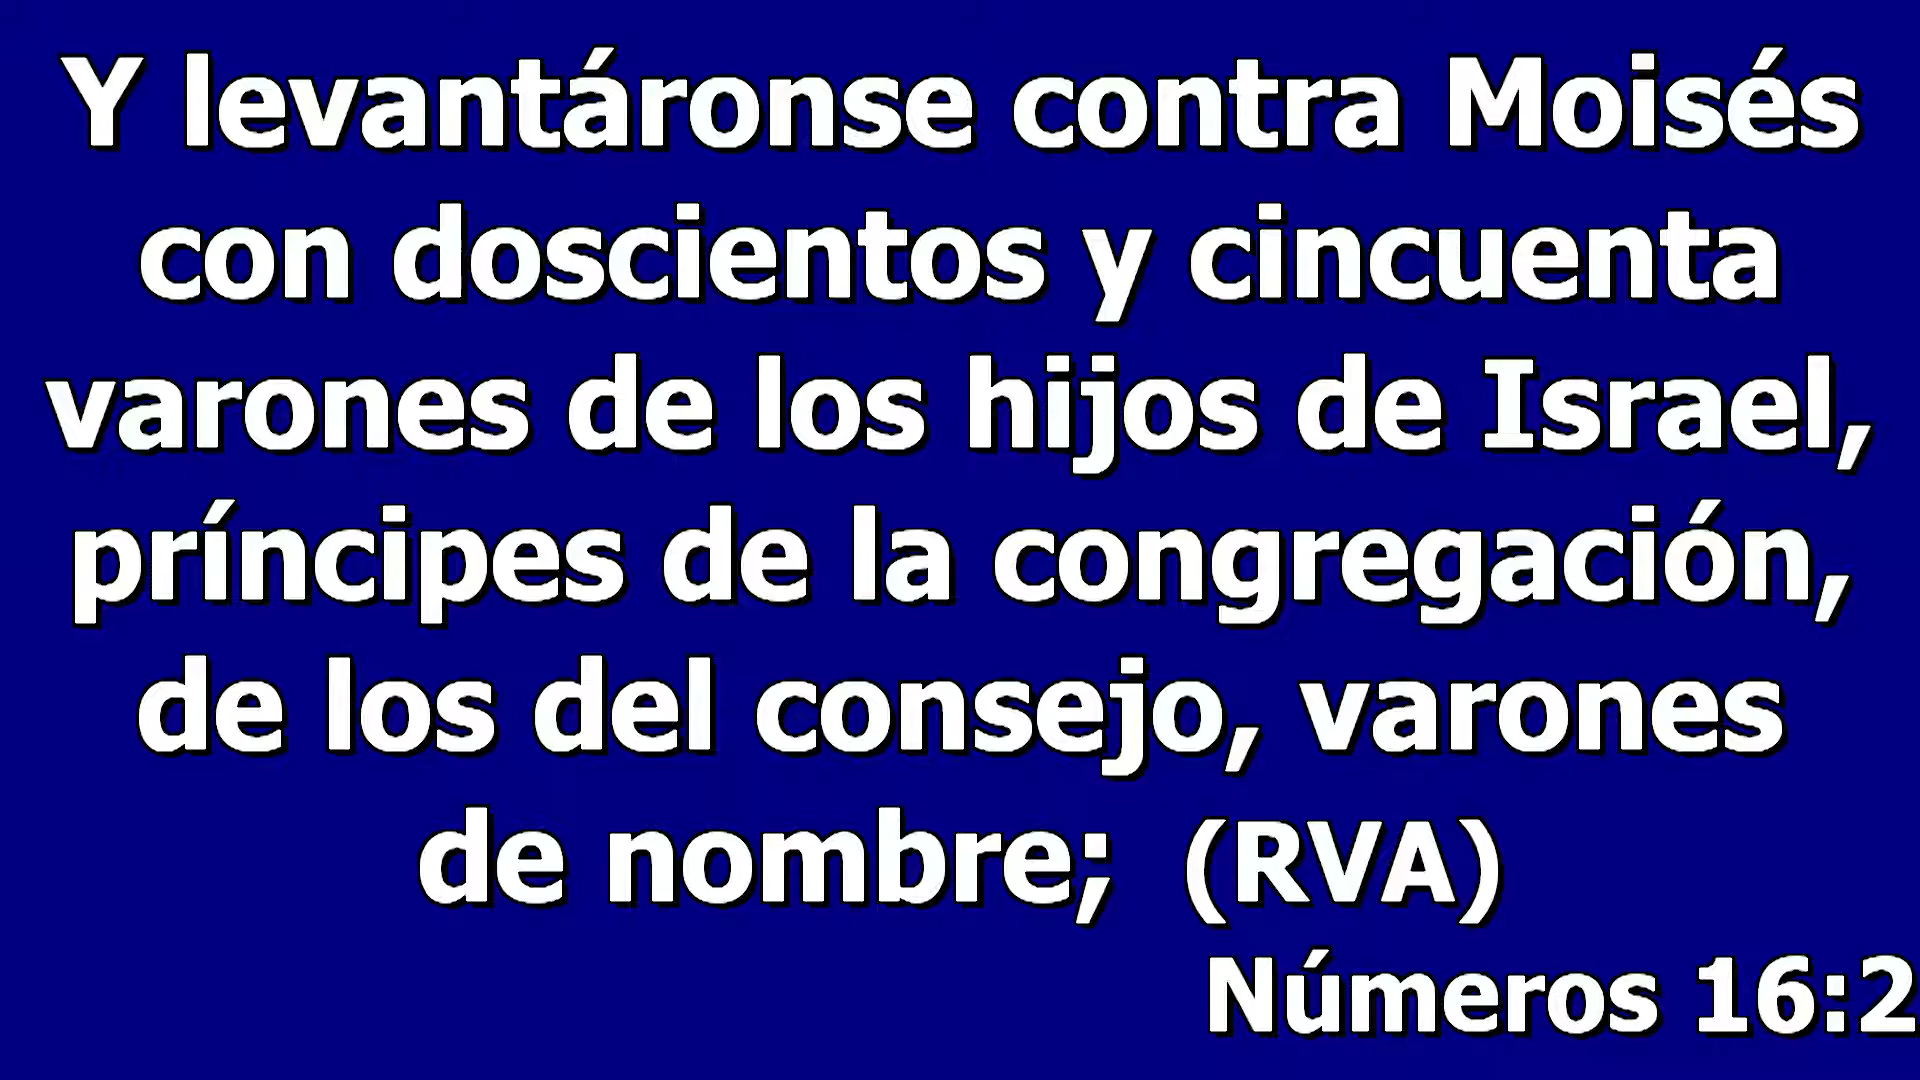 Y levantáronse contra Moisés
con doscientos y cincuenta
varones de los hijos de Israel,
príncipes de la congregación,
de los del consejo, varones
de nombre; (RVA)
Números 16:2